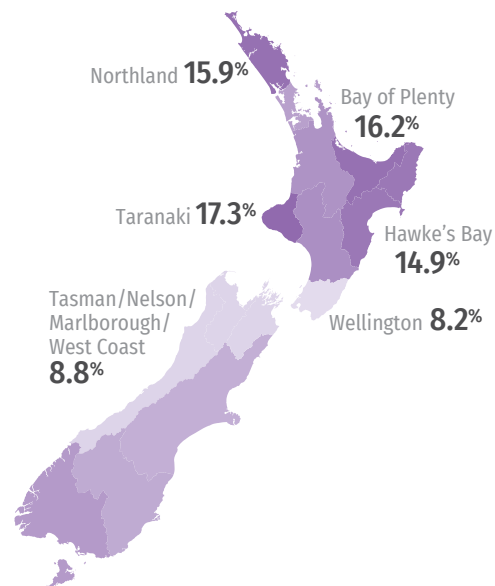 Northland 15.9%
Bay of Plenty
16.2%
Taranaki 17.3%
Hawke's Bay
14.9%
Tasman/Nelson/
Marlborough/
West Coast
8.8%
Wellington 8.2%